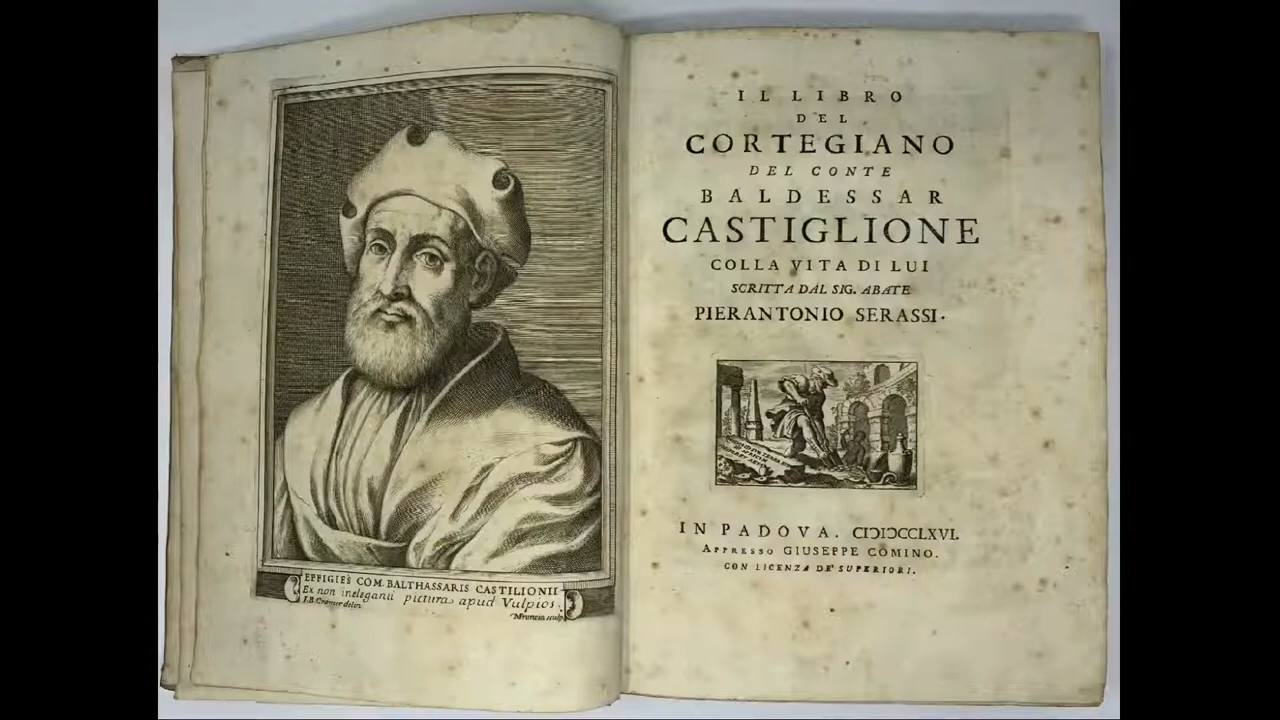 EFFIGIES COM. BALTHASSARIS CASTILIONII
Ex non ineleganti pictura apud Vulpios.
IL LIBRO
DEL
CORTEGIANO
DEL CONTE
BALDESSAR
CASTIGLIONE
COLLA VITA DI LUI
SCRITTA DAL SIG. ABATE
PIERANTONIO SERASSI.
IN PADOVA. CIↃIↃCCLXVI.
APPRESSO GIUSEPPE COMINO.
CON LICENZA DE' SUPERIORI.